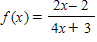 f(x) = (2x - 2)/(4x + 3)